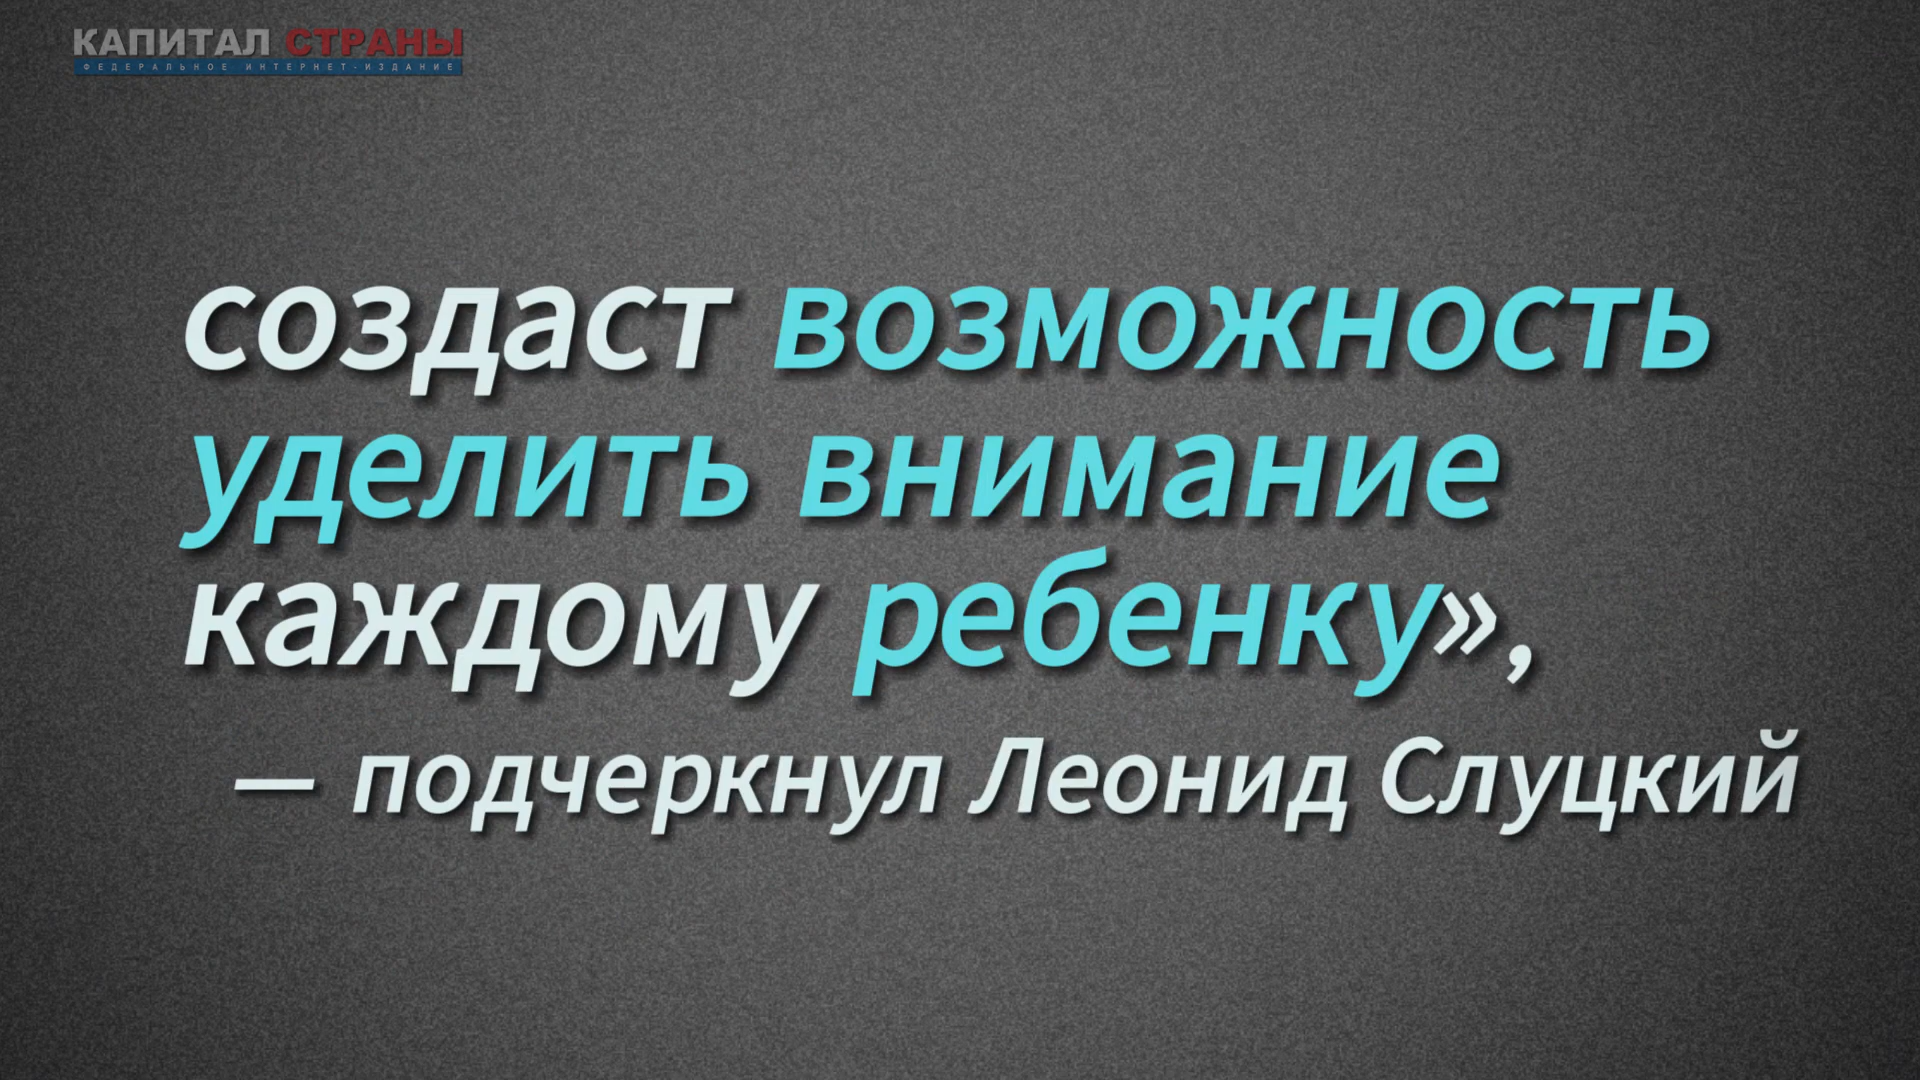 КАПИТАЛ СТРАНЫ
ФЕДЕРАЛЬНОЕ ИНТЕРНЕТ-ИЗДАНИЕ
создаст возможность
уделить внимание
каждому ребенку»,
— подчеркнул Леонид Слуцкий